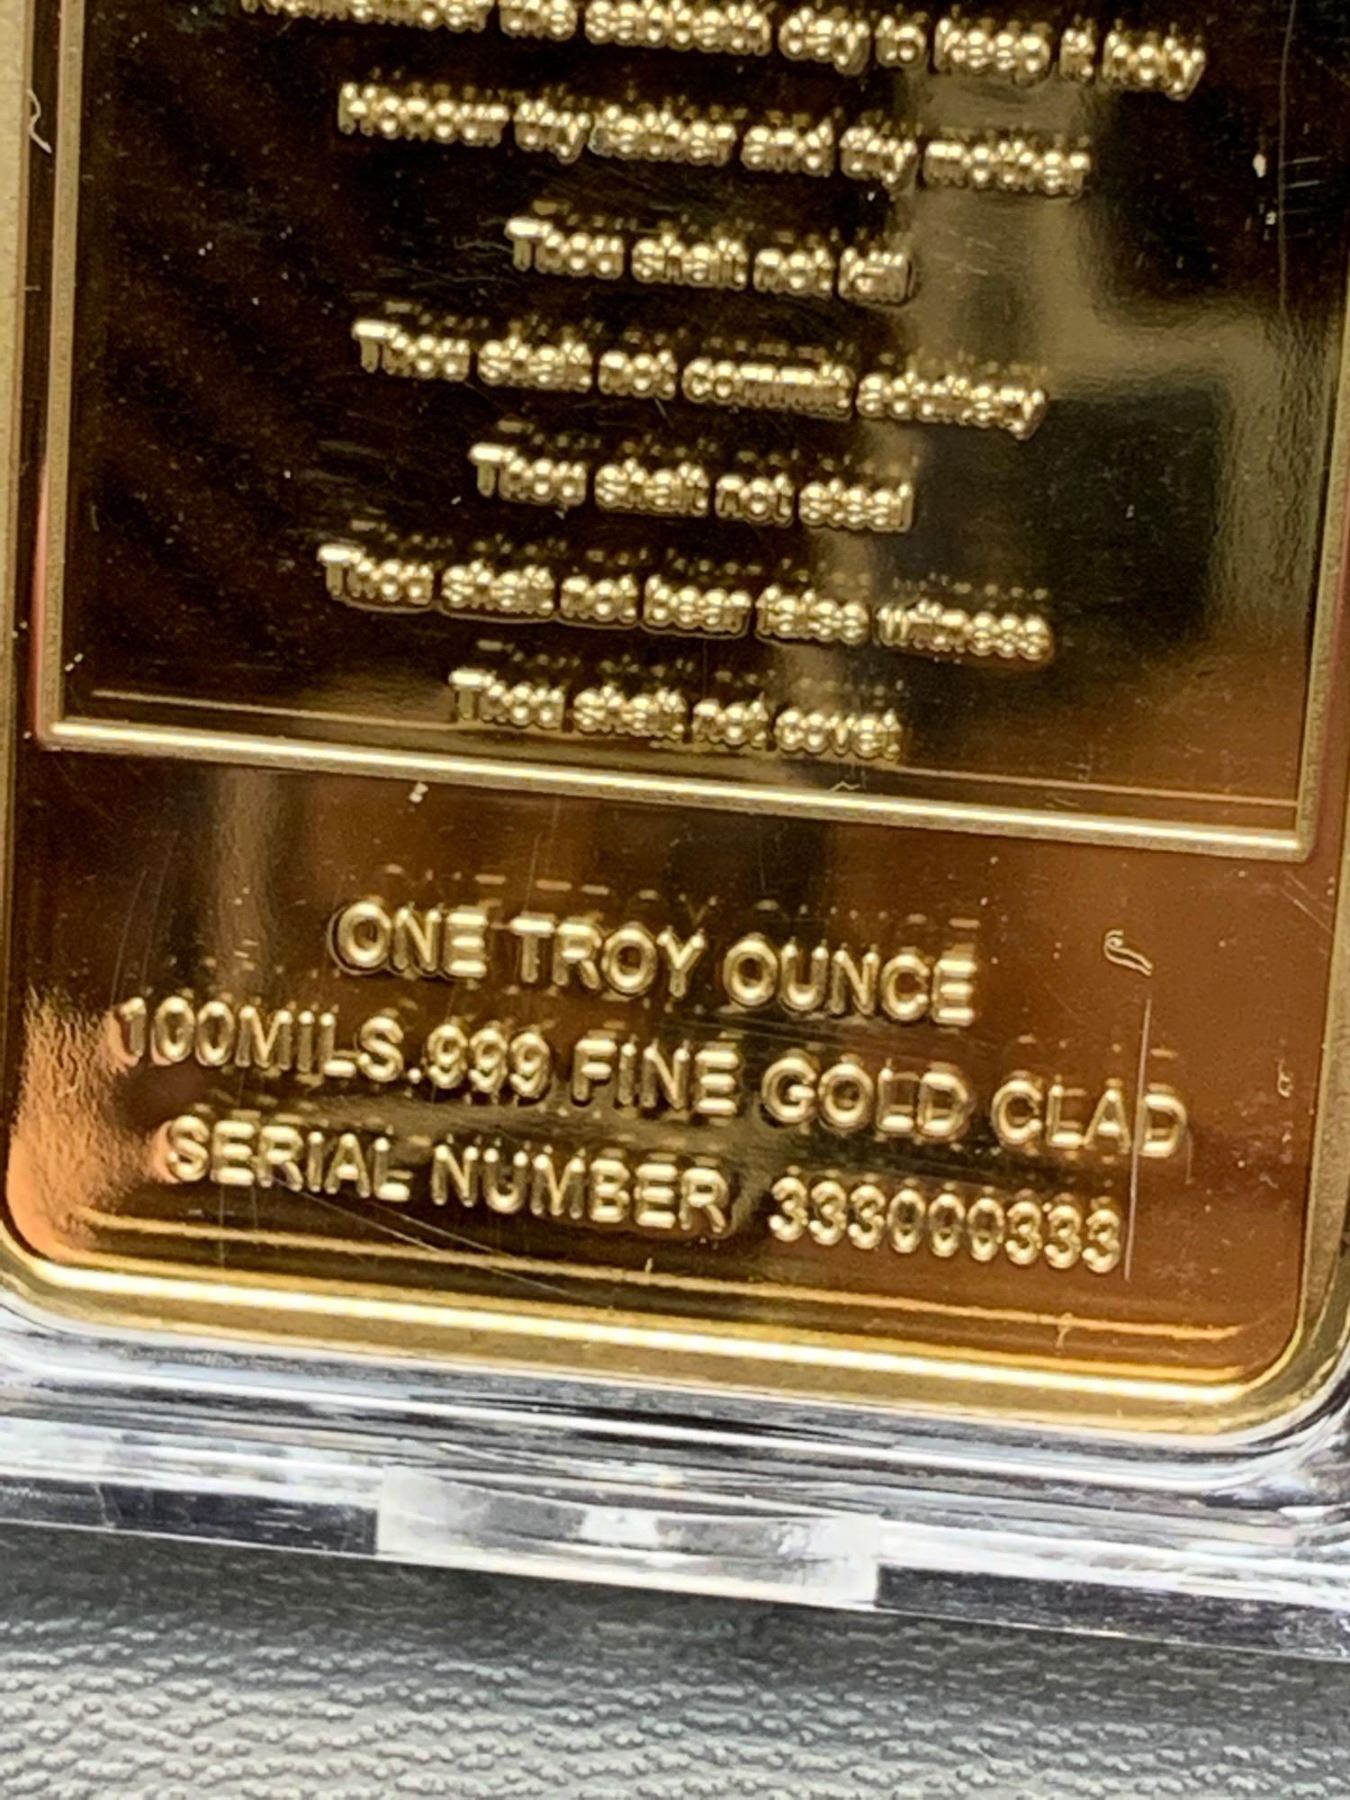 the sabbath day to keep it holy
Honour thy father and thy mother
Thou shalt not kill
Thou shalt not commit adultery
Thou shalt not steal
Thou shalt not bear false witness
Thou shalt not covet
ONE TROY OUNCE
100MILS.999 FINE GOLD CLAD
SERIAL NUMBER 333000333